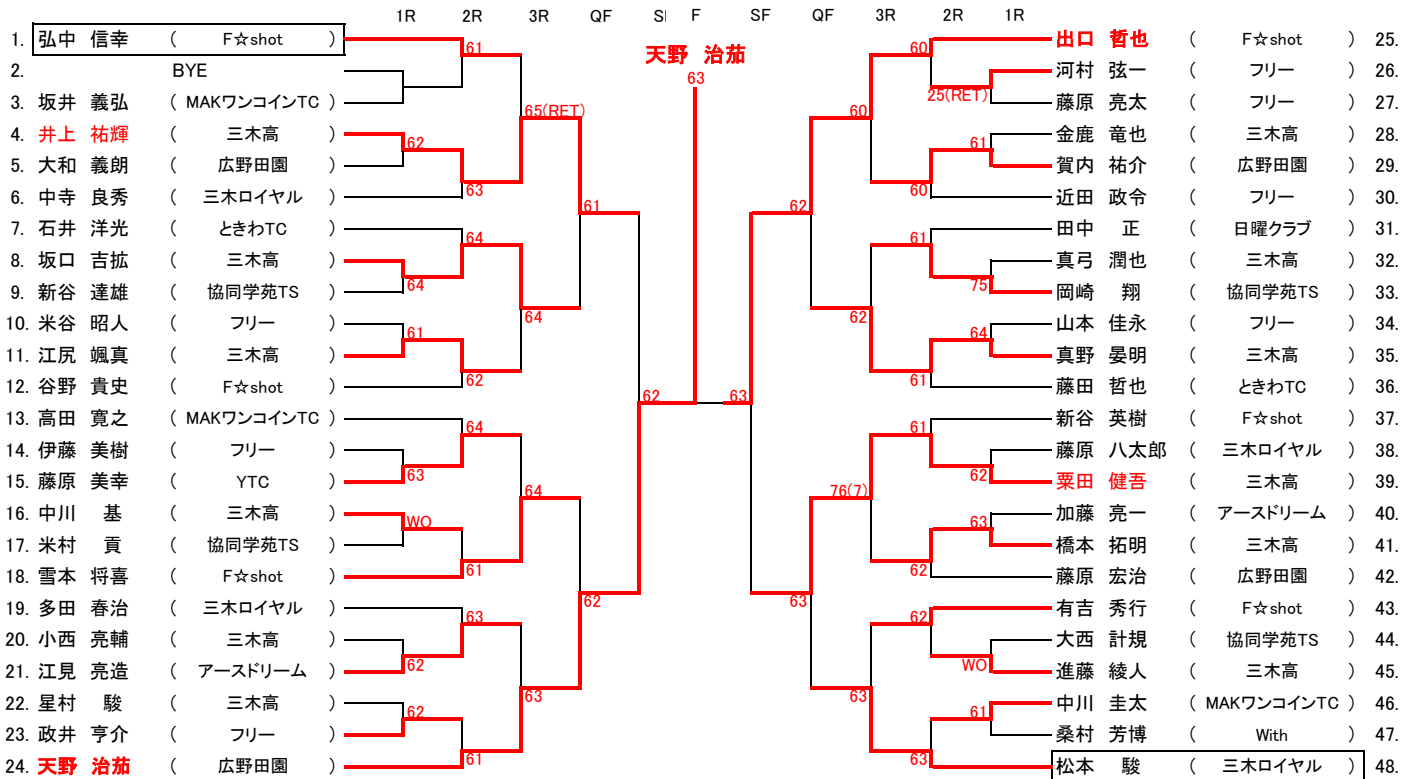 1R 2R 3R QF S F SF QF 3R 2R 1R
1. 弘中 信幸 ( F☆shot ) 61 天野 治茄 60 出口 哲也 ( F☆shot ) 25.
2. BYE 63 河村 弦一 ( フリー ) 26.
3. 坂井 義弘 ( MAKワンコインTC ) 65(RET) 60 25(RET) 藤原 亮太 ( フリー ) 27.
4. 井上 祐輝 ( 三木高 ) 62 61 金鹿 竜也 ( 三木高 ) 28.
5. 大和 義朗 ( 広野田園 ) 賀内 祐介 ( 広野田園 ) 29.
6. 中寺 良秀 ( 三木ロイヤル ) 63 61 62 60 近田 政令 ( フリー ) 30.
7. 石井 洋光 ( ときわTC ) 64 61 田中 正 ( 日曜クラブ ) 31.
8. 坂口 吉拡 ( 三木高 ) 真弓 潤也 ( 三木高 ) 32.
9. 新谷 達雄 ( 協同学苑TS ) 64 75 岡崎 翔 ( 協同学苑TS ) 33.
10. 米谷 昭人 ( フリー ) 61 64 62 64 山本 佳永 ( フリー ) 34.
11. 江尻 颯真 ( 三木高 ) 真野 晏明 ( 三木高 ) 35.
12. 谷野 貴史 ( F☆shot ) 62 62 63 61 藤田 哲也 ( ときわTC ) 36.
13. 高田 寛之 ( MAKワンコインTC ) 64 61 新谷 英樹 ( F☆shot ) 37.
14. 伊藤 美樹 ( フリー ) 藤原 八太郎 ( 三木ロイヤル ) 38.
15. 藤原 美幸 ( YTC ) 63 64 76(7) 62 粟田 健吾 ( 三木高 ) 39.
16. 中川 基 ( 三木高 ) WO 63 加藤 亮一 ( アースドリーム ) 40.
17. 米村 貢 ( 協同学苑TS ) 橋本 拓明 ( 三木高 ) 41.
18. 雪本 将喜 ( F☆shot ) 61 62 藤原 宏治 ( 広野田園 ) 42.
19. 多田 春治 ( 三木ロイヤル ) 63 62 63 62 有吉 秀行 ( F☆shot ) 43.
20. 小西 亮輔 ( 三木高 ) 大西 計規 ( 協同学苑TS ) 44.
21. 江見 亮造 ( アースドリーム ) 62 63 63 WO 進藤 綾人 ( 三木高 ) 45.
22. 星村 駿 ( 三木高 ) 62 61 中川 圭太 ( MAKワンコインTC ) 46.
23. 政井 亨介 ( フリー ) 桑村 芳博 ( With ) 47.
24. 天野 治茄 ( 広野田園 ) 61 63 松本 駿 ( 三木ロイヤル ) 48.